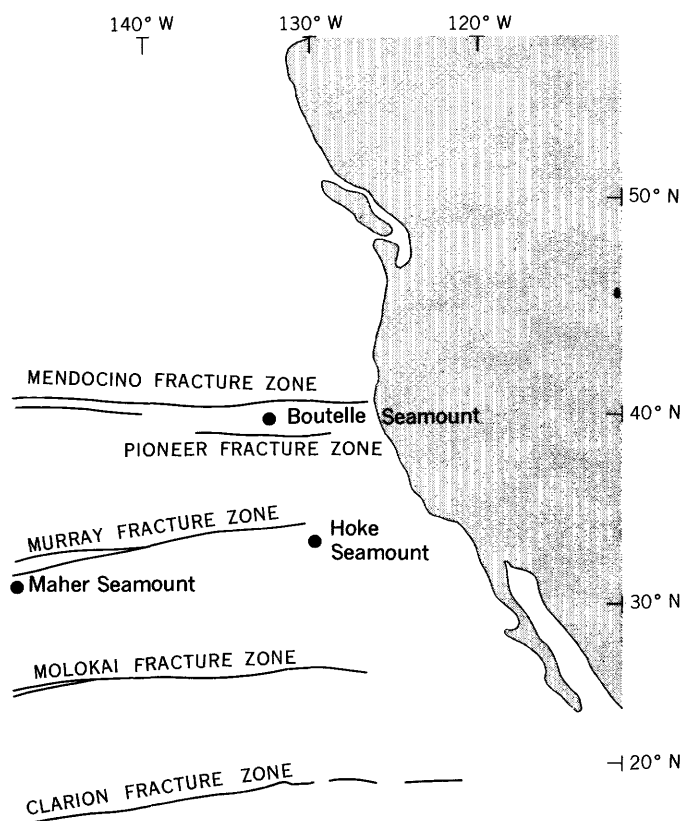 140° W
130° W
120° W
50° N
MENDOCINO FRACTURE ZONE
40° N
Boutelle Seamount
PIONEER FRACTURE ZONE
MURRAY FRACTURE ZONE
Hoke
Seamount
Maher Seamount
30° N
MOLOKAI FRACTURE ZONE
20° N
CLARION FRACTURE ZONE